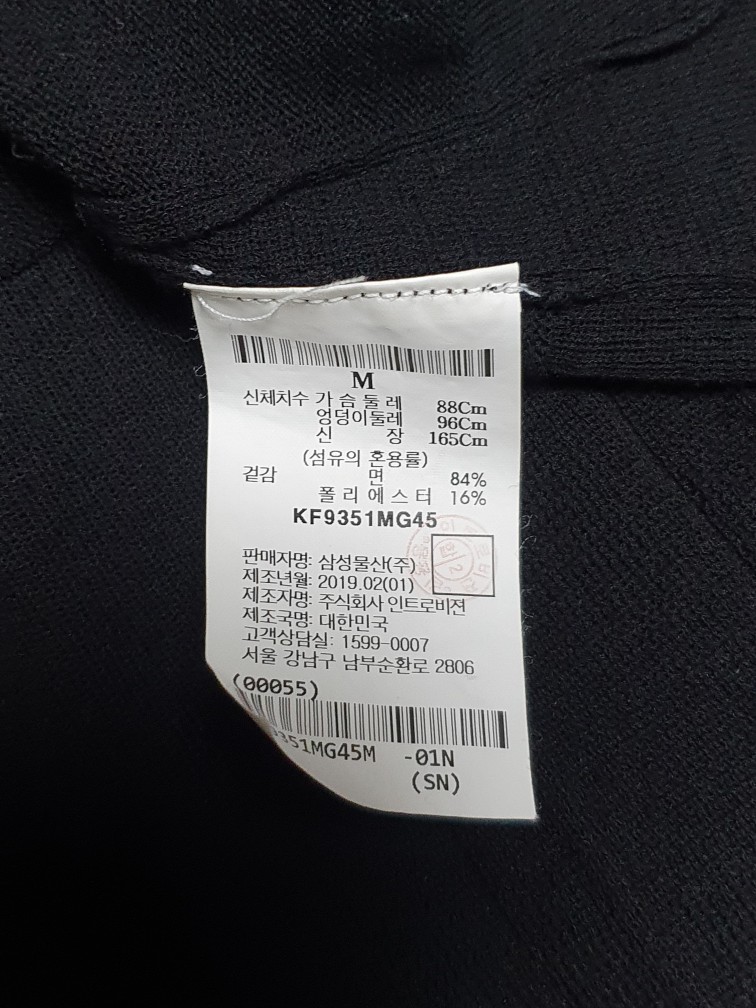 M
신체치수 가 슴 둘 레 88Cm
엉덩이둘레 96Cm
신 장 165Cm
(섬유의 혼용률)
겉감 면 84%
폴 리 에 스 터 16%
KF9351MG45
판매자명: 삼성물산(주)
제조년월: 2019.02(01)
제조자명: 주식회사 인트로비젼
제조국명: 대한민국
고객상담실: 1599-0007
서울 강남구 남부순환로 2806
(00055)
9351MG45M -01N
(SN)